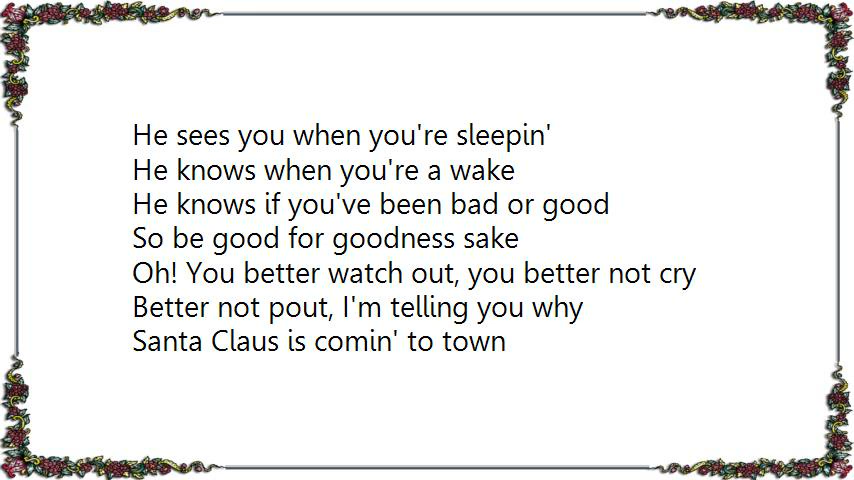 He sees you when you're sleepin'
He knows when you're a wake
He knows if you've been bad or good
So be good for goodness sake
Oh! You better watch out, you better not cry
Better not pout, I'm telling you why
Santa Claus is comin' to town